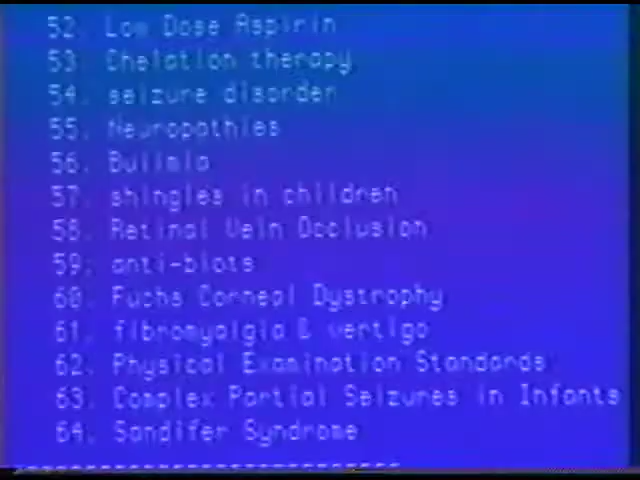 52. Low Dose Aspirin
53. Chelation therapy
54. seizure disorder
55. Neuropathies
56. Bulimia
57. shingles in children
58. Retinal Vein Occlusion
59. anti-biots
60. Fuchs Corneal Dystrophy
61. fibromyalgia & vertigo
62. Physical Examination Standards
63. Complex Partial Seizures in Infants
64. Sandifer Syndrome